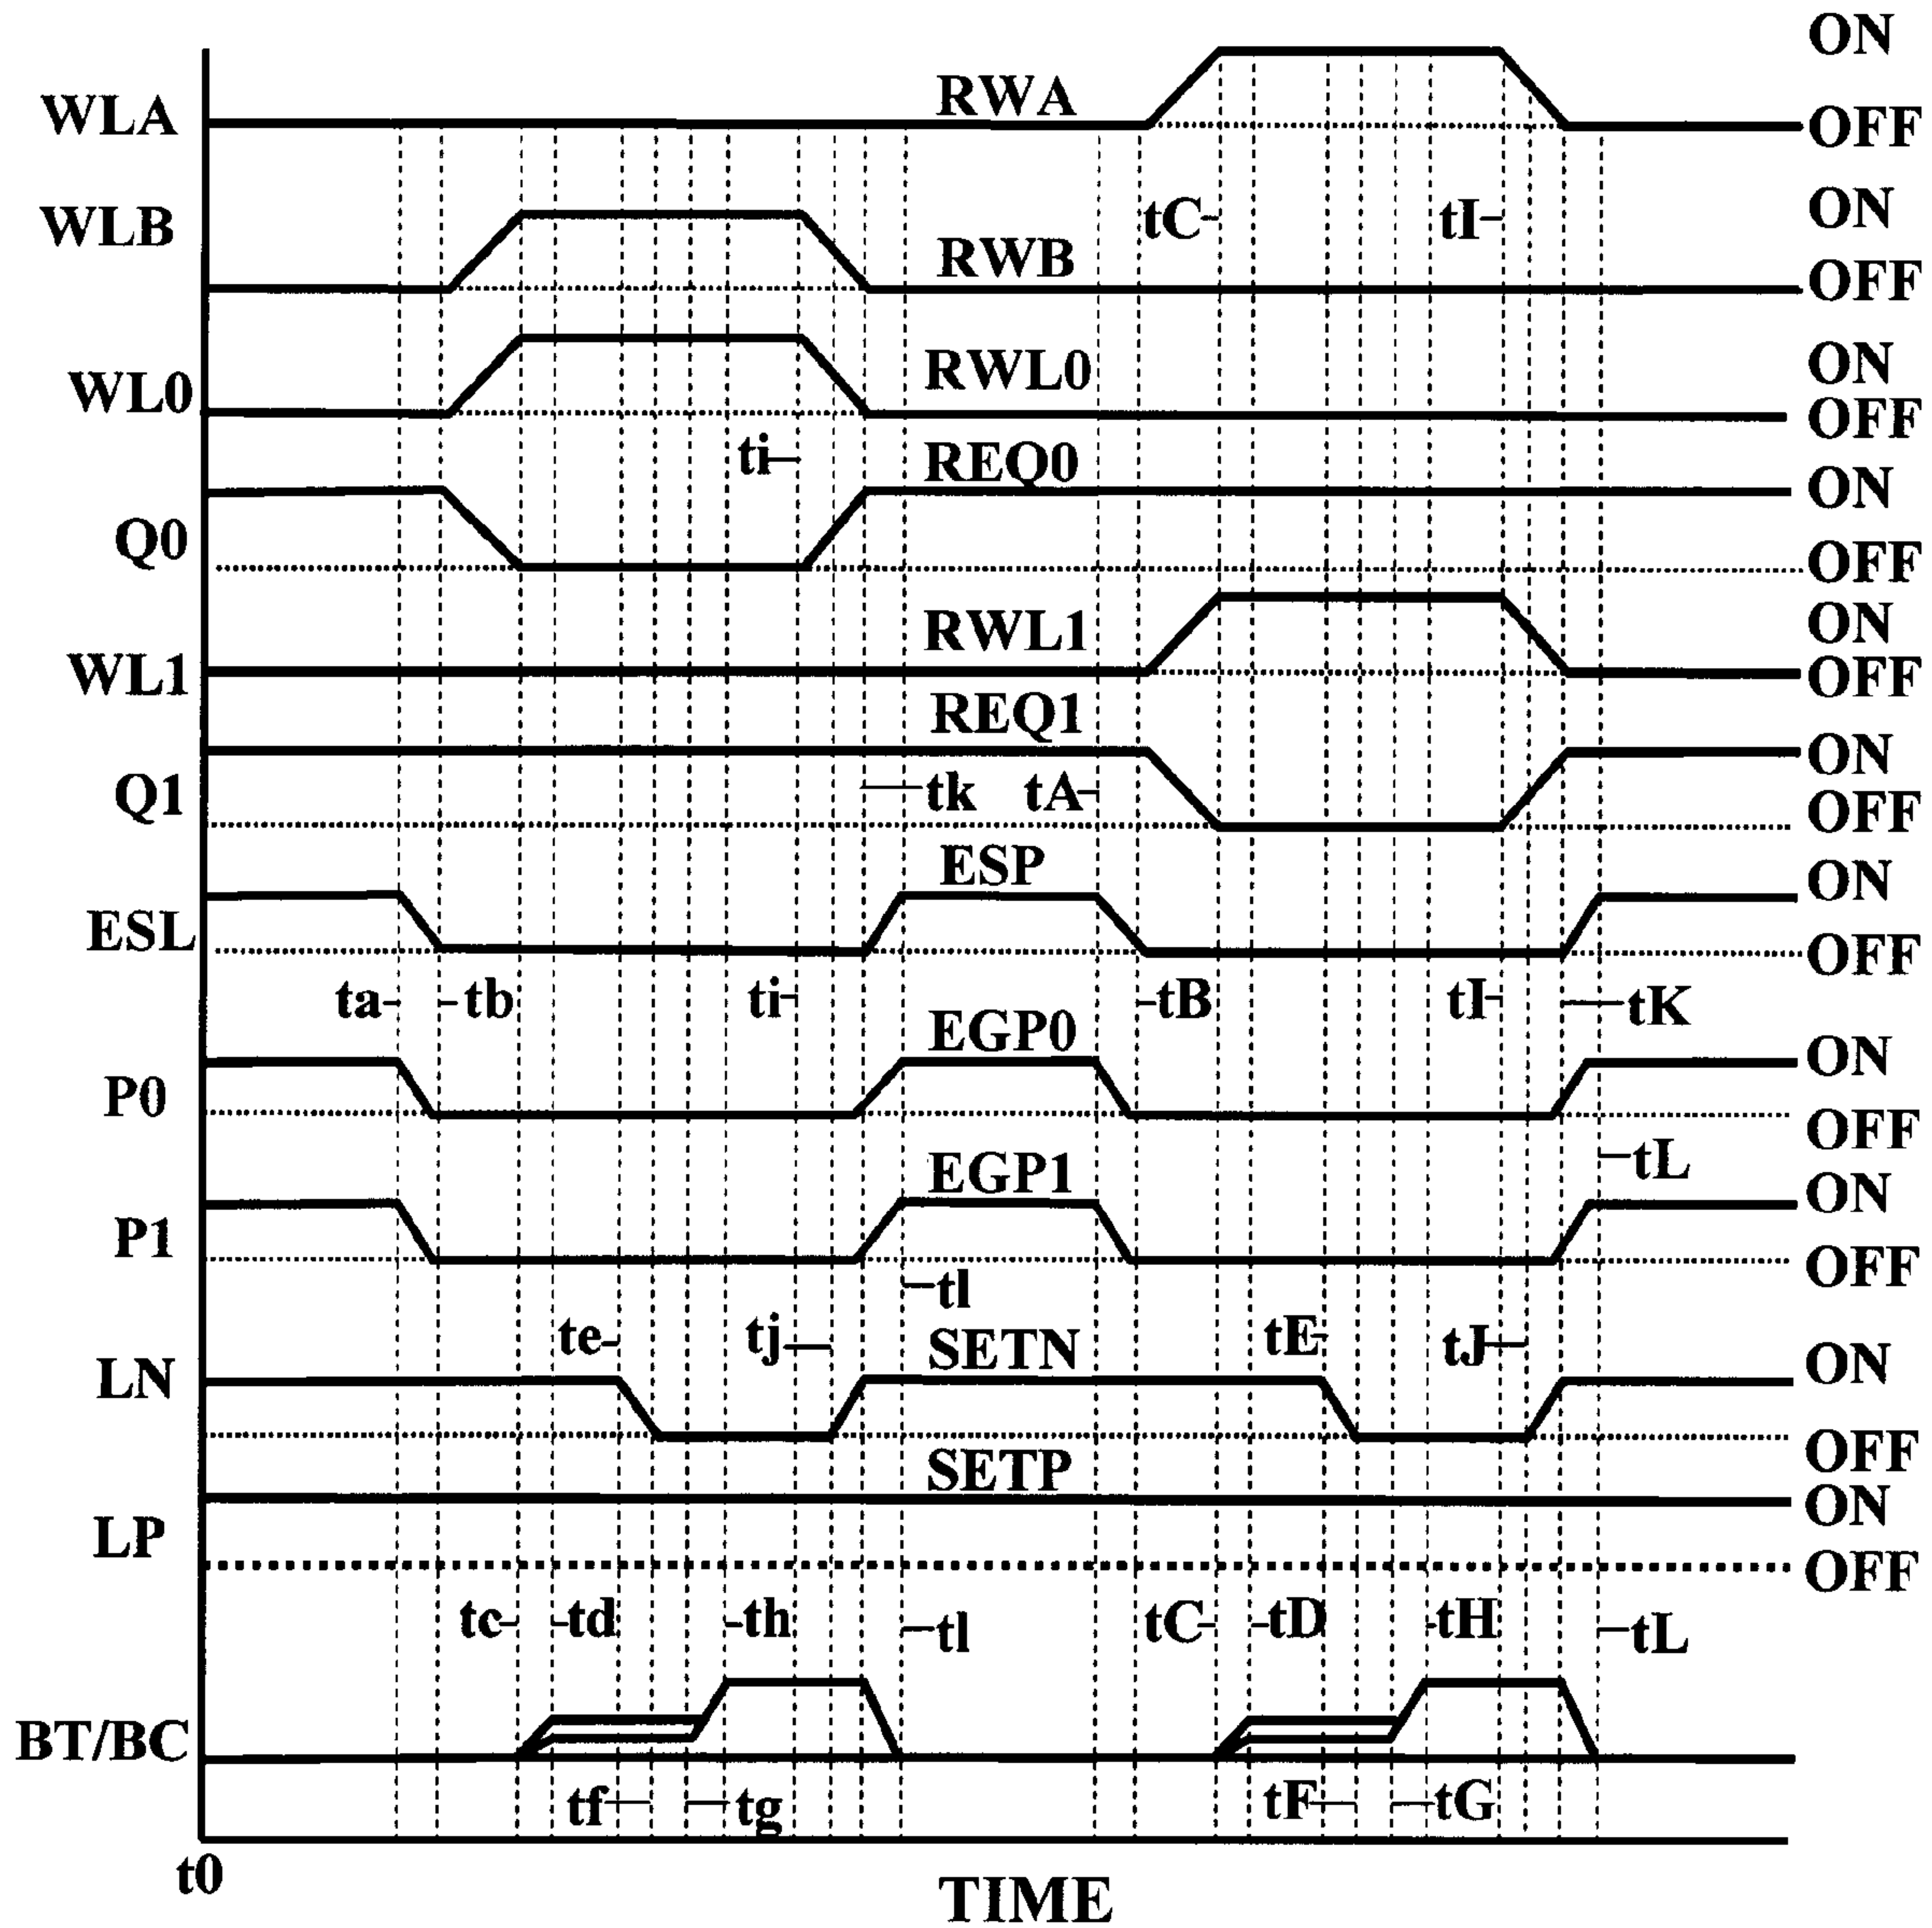 ON
WLA RWA OFF
WLB tC tI ON
RWB OFF
WL0 RWL0 ON
OFF
ti REQ0 ON
Q0 OFF
RWL1 ON
WL1 OFF
REQ1 ON
Q1 tk tA OFF
ESP ON
ESL OFF
ta tb ti tB tI tK
EGP0 ON
P0 OFF
tL
EGP1 ON
P1 OFF
tl
te tj SETN tE tJ ON
LN OFF
SETP ON
LP OFF
tc td th tl tC tD tH tL
BT/BC
tf tg tF tG
t0 TIME